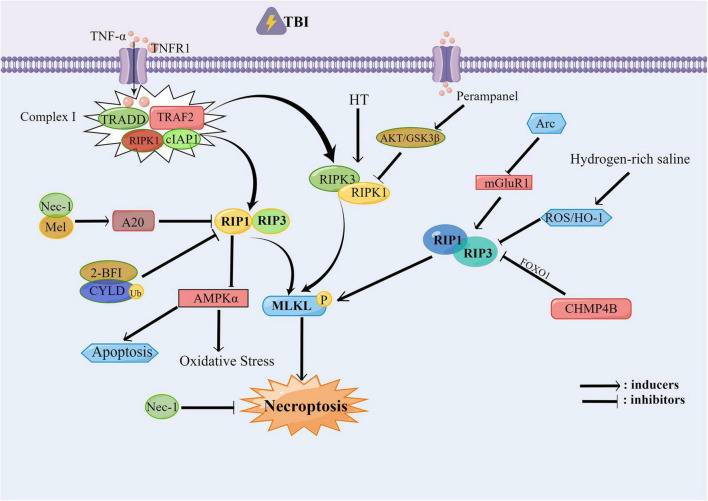 TBI
TNF-α
TNFR1
Complex I
TRADD
TRAF2
RIPK1
cIAP1
HT
Perampanel
AKT/GSK3β
RIPK3
RIPK1
Arc
mGluR1
Hydrogen-rich saline
ROS/HO-1
Nec-1
Mel
A20
RIP1
RIP3
RIP1
RIP3
FOXO1
CHMP4B
2-BFI
CYLD
Ub
AMPKα
MLKL
P
Apoptosis
Oxidative Stress
Nec-1
Necroptosis
: inducers
: inhibitors